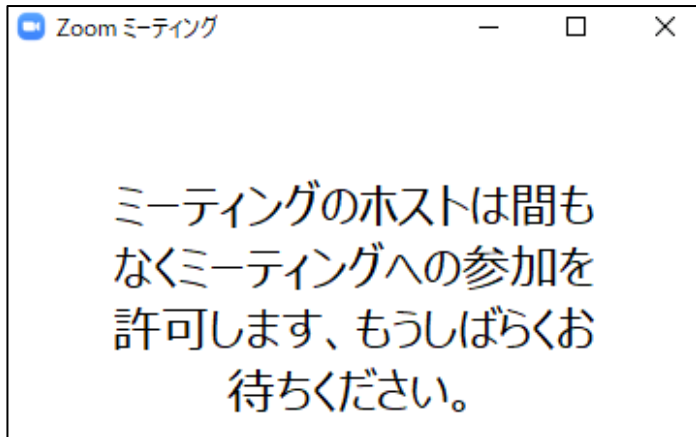 Zoom ミーティング
ミーティングのホストは間も
なくミーティングへの参加を
許可します、もうしばらくお
待ちください。